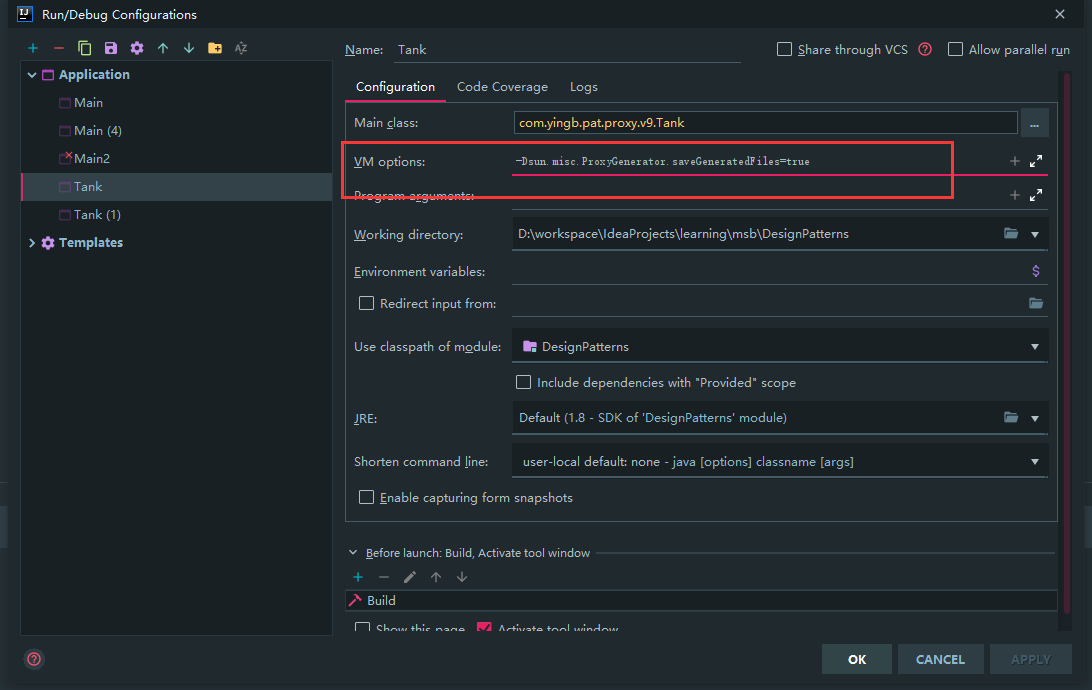 Run/Debug Configurations
Name: Tank
Share through VCS
Allow parallel run
Application
Main
Main (4)
Main2
Tank
Tank (1)
Templates
Configuration Code Coverage Logs
Main class: com.yingb.pat.proxy.v9.Tank ...
VM options: -Dsun.misc.ProxyGenerator.saveGeneratedFiles=true
Program arguments:
Working directory: D:\workspace\IdeaProjects\learning\msb\DesignPatterns
Environment variables:
Redirect input from:
Use classpath of module: DesignPatterns
Include dependencies with "Provided" scope
JRE: Default (1.8 - SDK of 'DesignPatterns' module)
Shorten command line: user-local default: none - java [options] classname [args]
Enable capturing form snapshots
Before launch: Build, Activate tool window
Build
Show this page Activate tool window
OK CANCEL APPLY